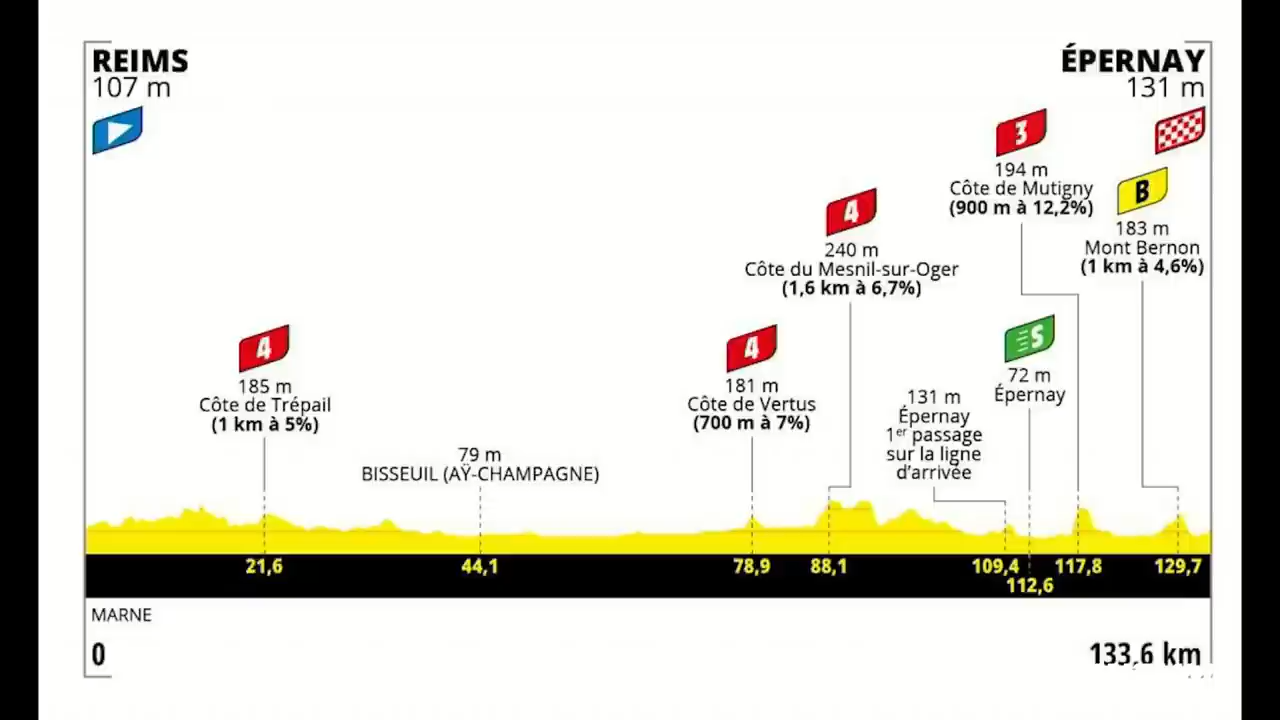 REIMS
107 m
ÉPERNAY
131 m
3
194 m
Côte de Mutigny
(900 m à 12,2%)
B
183 m
Mont Bernon
(1 km à 4,6%)
4
240 m
Côte du Mesnil-sur-Oger
(1,6 km à 6,7%)
4
185 m
Côte de Trépail
(1 km à 5%)
4
181 m
Côte de Vertus
(700 m à 7%)
S
72 m
Épernay
131 m
Épernay
1er passage
sur la ligne
d'arrivée
79 m
BISSEUIL (AŸ-CHAMPAGNE)
21,6
44,1
78,9
88,1
109,4
112,6
117,8
129,7
MARNE
0
133,6 km